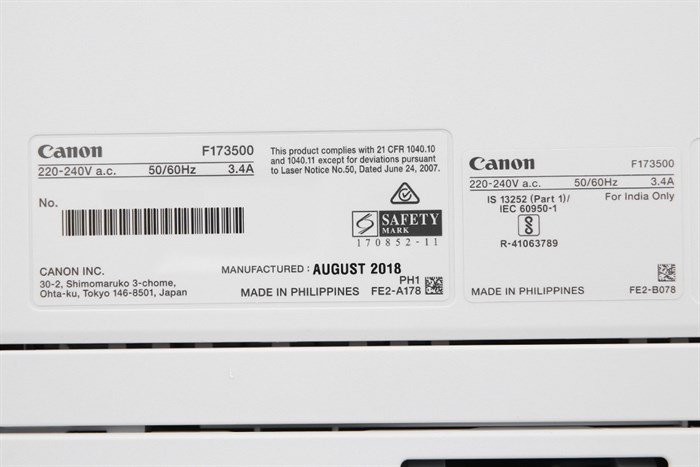 Canon F173500
220-240V a.c. 50/60Hz 3.4A
This product complies with 21 CFR 1040.10
and 1040.11 except for deviations pursuant
to Laser Notice No.50, Dated June 24, 2007.
No.
SAFETY
MARK
170852-11
CANON INC.
30-2, Shimomaruko 3-chome,
Ohta-ku, Tokyo 146-8501, Japan
MANUFACTURED : AUGUST 2018
PH1
MADE IN PHILIPPINES FE2-A178
Canon F173500
220-240V a.c. 50/60Hz 3.4A
IS 13252 (Part 1)/ For India Only
IEC 60950-1
R-41063789
MADE IN PHILIPPINES FE2-B078